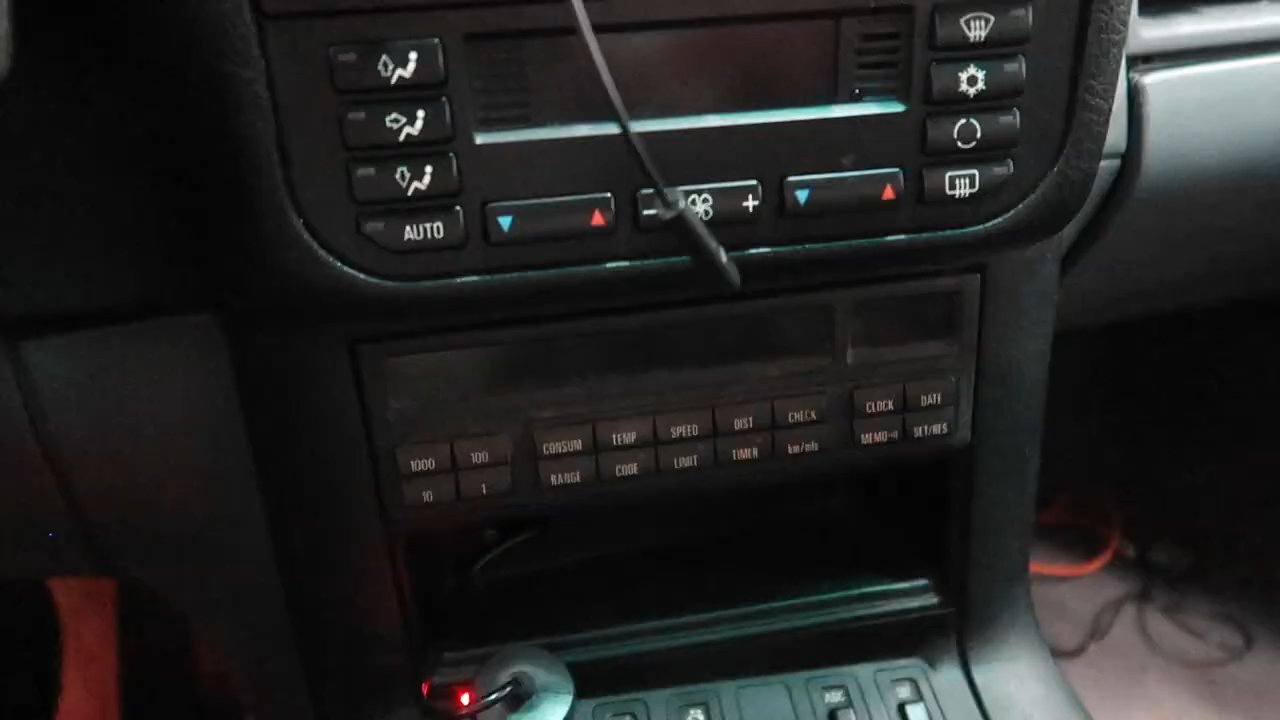 AUTO
- +
CLOCK DATE
CONSUM TEMP SPEED DIST CHECK
MEMO SET/RES
1000 100
RANGE CODE LIMIT TIMER km/mls
10 1
ASC